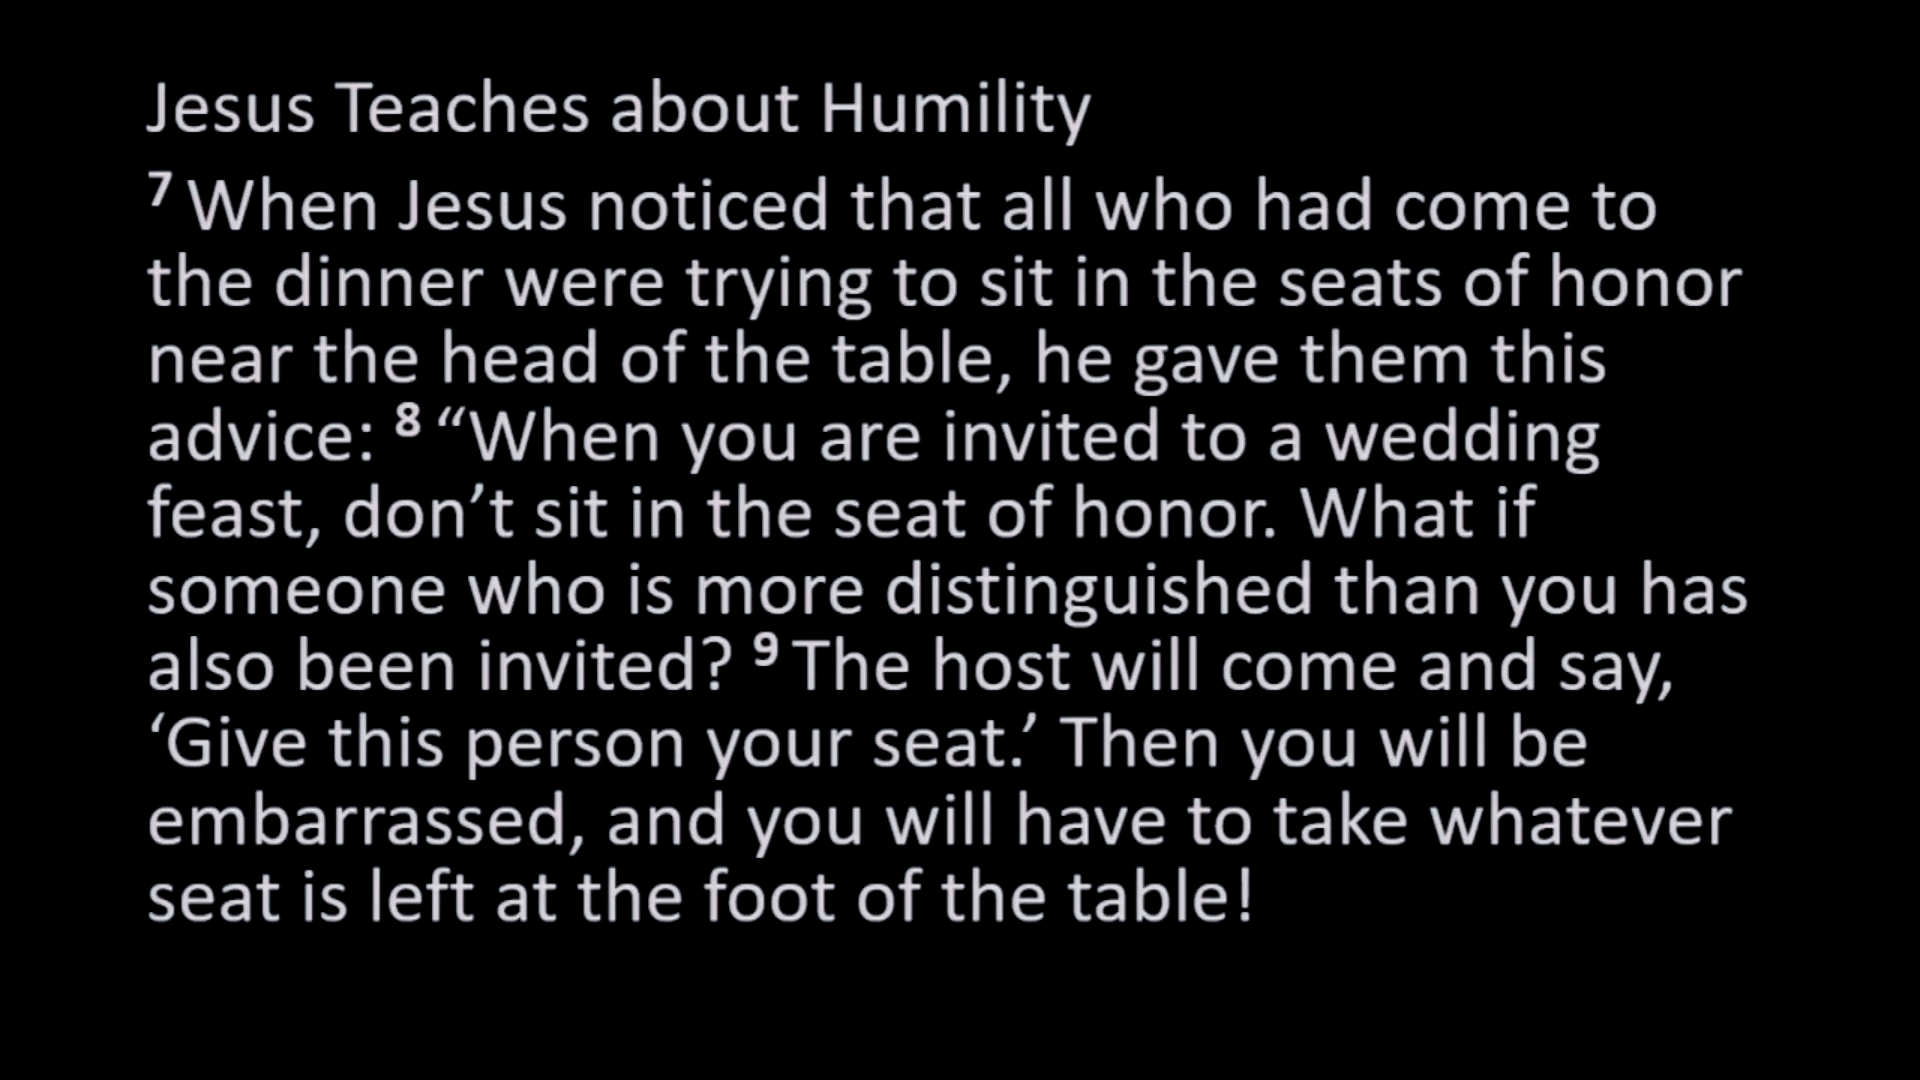 Jesus Teaches about Humility
⁷ When Jesus noticed that all who had come to
the dinner were trying to sit in the seats of honor
near the head of the table, he gave them this
advice: ⁸ “When you are invited to a wedding
feast, don’t sit in the seat of honor. What if
someone who is more distinguished than you has
also been invited? ⁹ The host will come and say,
‘Give this person your seat.’ Then you will be
embarrassed, and you will have to take whatever
seat is left at the foot of the table!